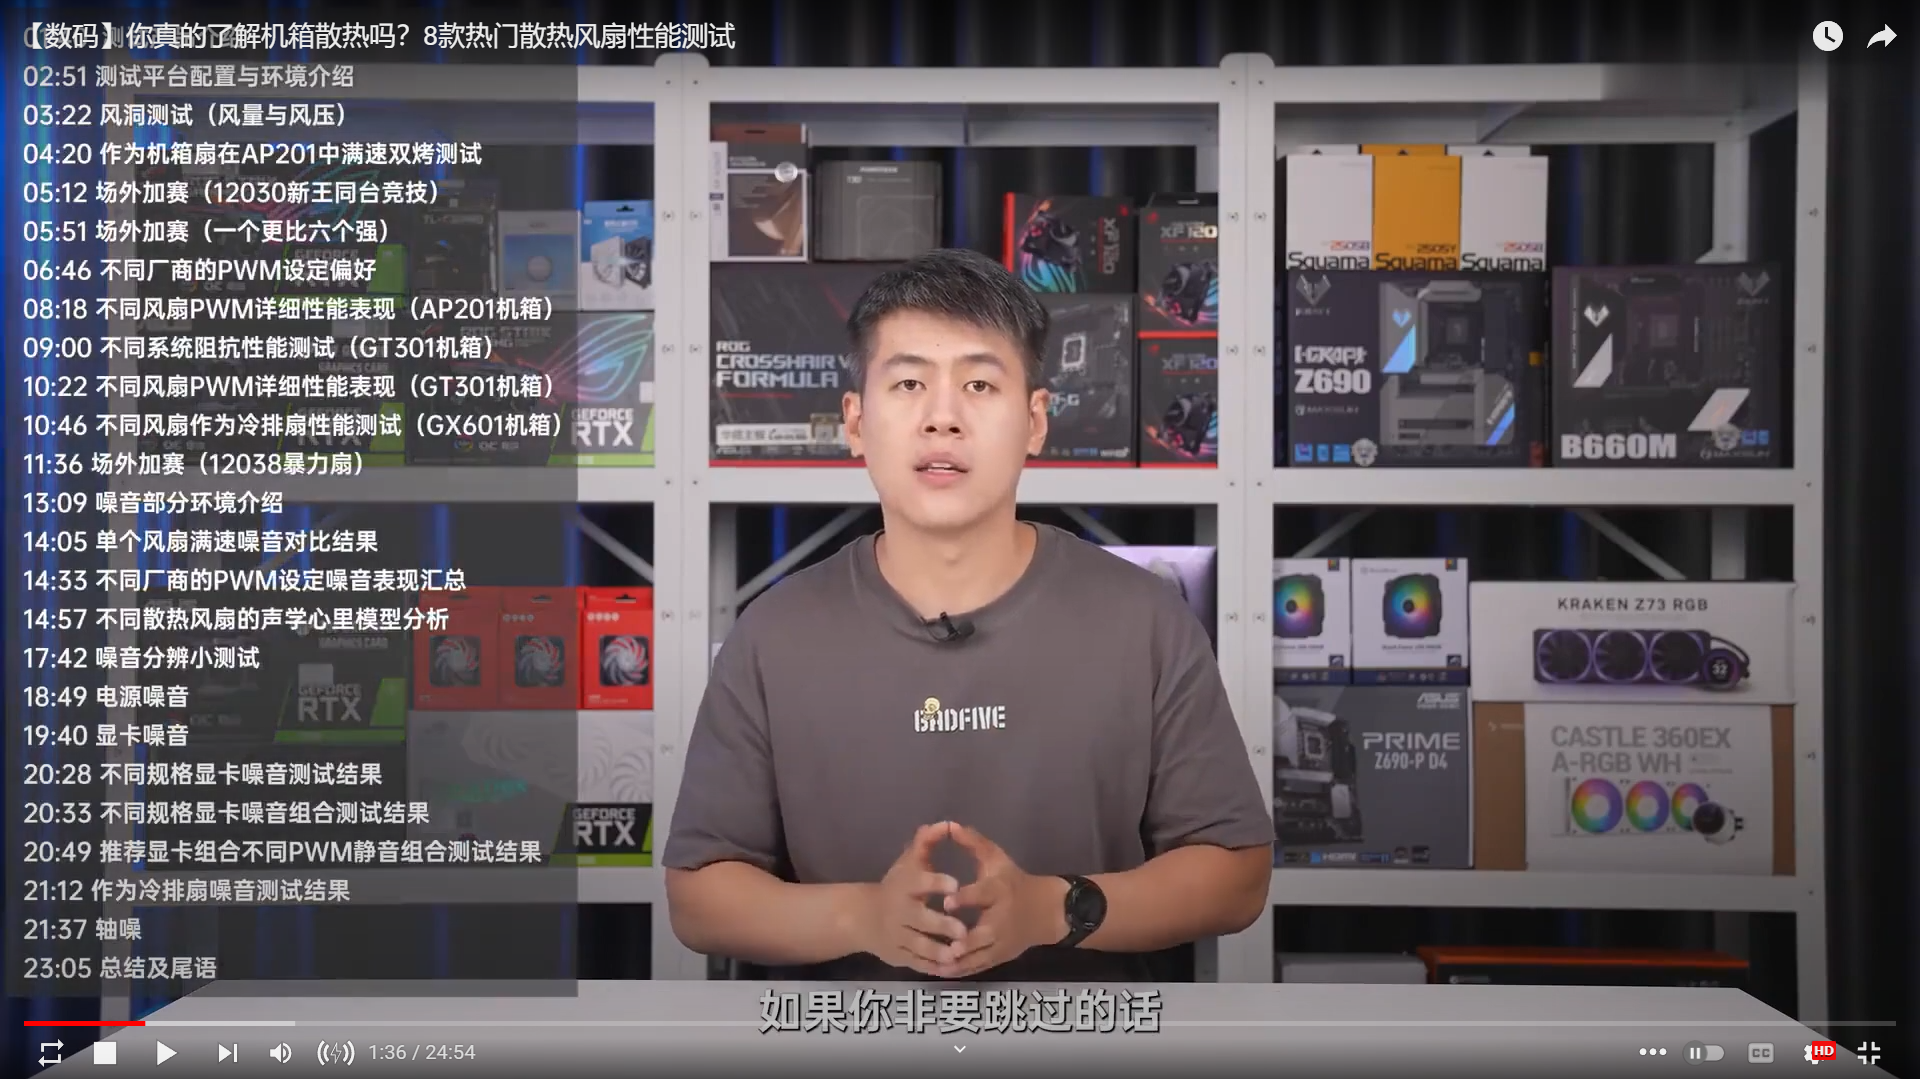 【数码】你真的了解机箱散热吗？8款热门散热风扇性能测试
02:51 测试平台配置与环境介绍
03:22 风洞测试（风量与风压）
04:20 作为机箱扇在AP201中满速双烤测试
05:12 场外加赛（12030新王同台竞技）
05:51 场外加赛（一个更比六个强）
06:46 不同厂商的PWM设定偏好
08:18 不同风扇PWM详细性能表现（AP201机箱）
09:00 不同系统阻抗性能测试（GT301机箱）
10:22 不同风扇PWM详细性能表现（GT301机箱）
10:46 不同风扇作为冷排扇性能测试（GX601机箱）
11:36 场外加赛（12038暴力扇）
13:09 噪音部分环境介绍
14:05 单个风扇满速噪音对比结果
14:33 不同厂商的PWM设定噪音表现汇总
14:57 不同散热风扇的声学心里模型分析
17:42 噪音分辨小测试
18:49 电源噪音
19:40 显卡噪音
20:28 不同规格显卡噪音测试结果
20:33 不同规格显卡噪音组合测试结果
20:49 推荐显卡组合不同PWM静音组合测试结果
21:12 作为冷排扇噪音测试结果
21:37 轴噪
23:05 总结及尾语
GEFORCE
RTX
GEFORCE
RTX
GEFORCE
RTX
ROG
CROSSHAIR V
FORMULA
XF120
XF120
XF120
250SB
250SY
250SB
Squama
Squama
Squama
Z690
MAXSUN
B660M
MAXSUN
KRAKEN Z73 RGB
ASUS
PRIME
Z690-P D4
HDMI
CASTLE 360EX
A-RGB WH
BADFIVE
如果你非要跳过的话
1:36 / 24:54
CC
HD